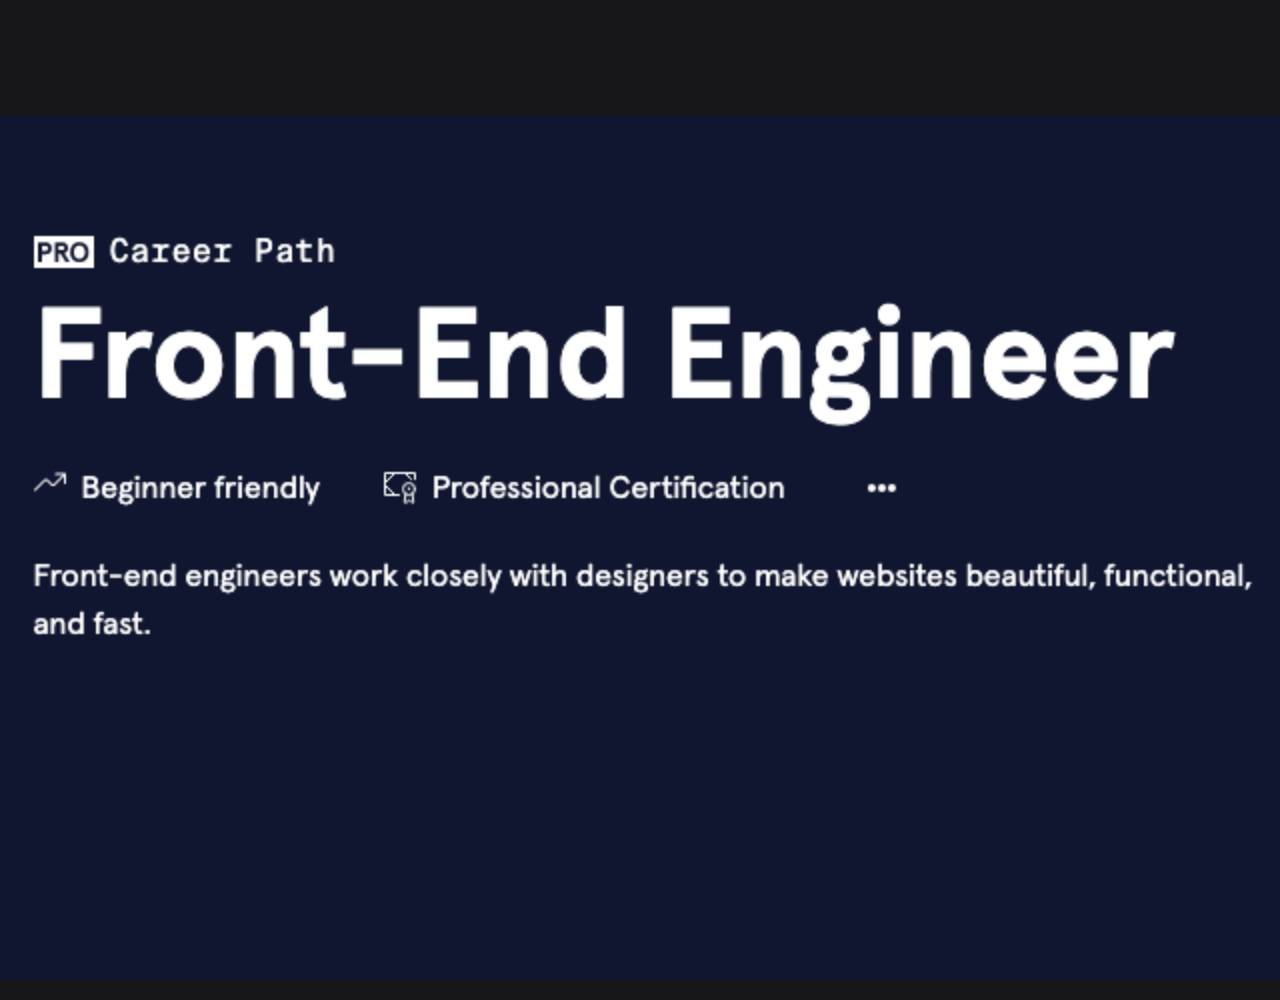 PRO Career Path
Front-End Engineer
Beginner friendly Professional Certification •••
Front-end engineers work closely with designers to make websites beautiful, functional,
and fast.